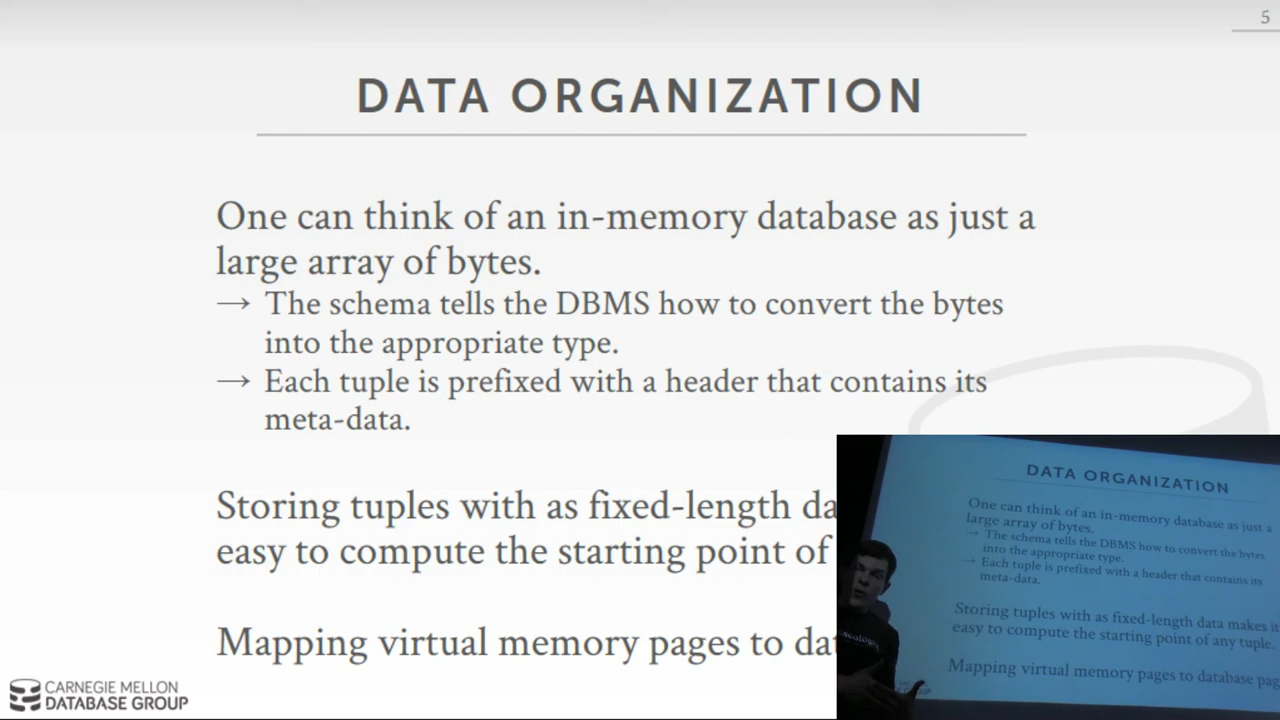 5
DATA ORGANIZATION
One can think of an in-memory database as just a
large array of bytes.
→ The schema tells the DBMS how to convert the bytes
into the appropriate type.
→ Each tuple is prefixed with a header that contains its
meta-data.
Storing tuples with as fixed-length da
easy to compute the starting point of
Mapping virtual memory pages to dat
CARNEGIE MELLON
DATABASE GROUP
DATA ORGANIZATION
One can think of an in-memory database as just a
large array of bytes.
→ The schema tells the DBMS how to convert the bytes
into the appropriate type.
→ Each tuple is prefixed with a header that contains its
meta-data.
Storing tuples with as fixed-length data makes it
easy to compute the starting point of any tuple.
Mapping virtual memory pages to database pag